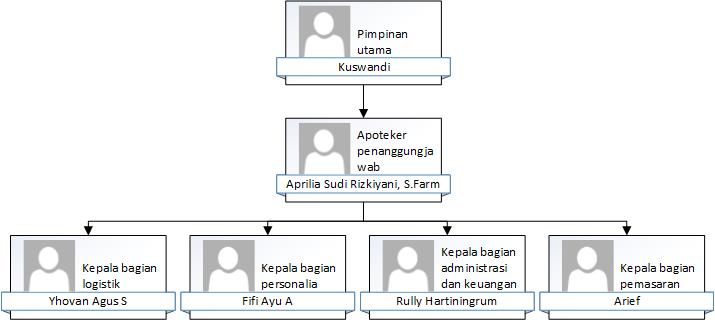 Pimpinan
utama
Kuswandi
Apoteker
penanggungja
wab
Aprilia Sudi Rizkiyani, S.Farm
Kepala bagian
logistik
Yhovan Agus S
Kepala bagian
personalia
Fifi Ayu A
Kepala bagian
administrasi
dan keuangan
Rully Hartiningrum
Kepala bagian
pemasaran
Arief